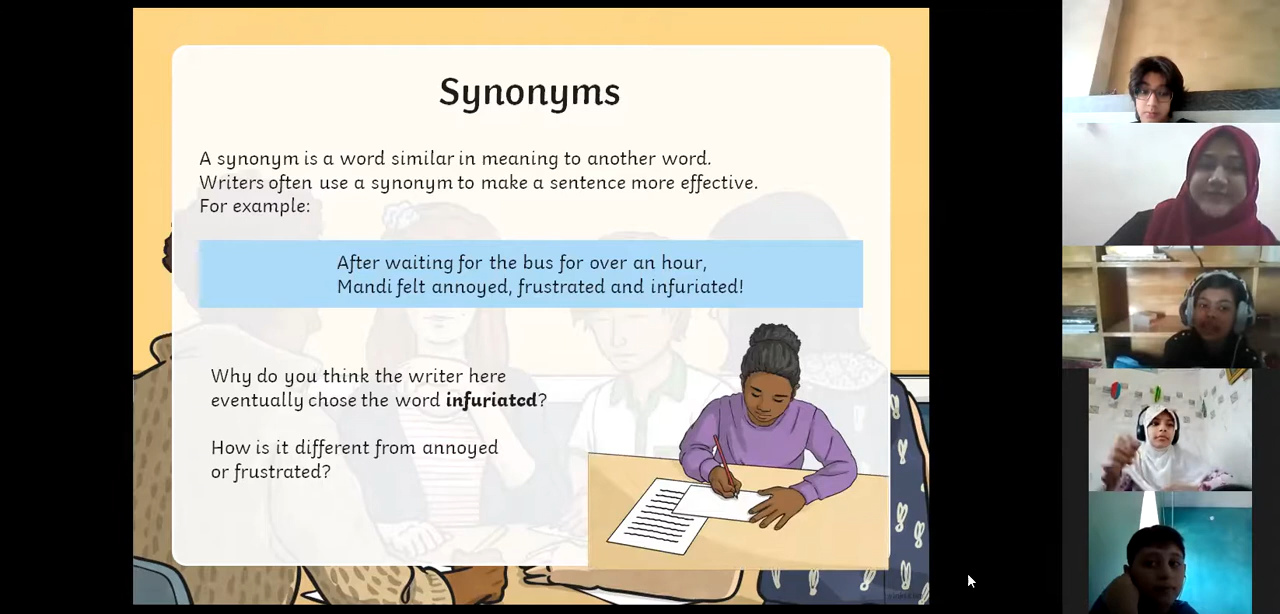 Synonyms
A synonym is a word similar in meaning to another word.
Writers often use a synonym to make a sentence more effective.
For example:
After waiting for the bus for over an hour,
Mandi felt annoyed, frustrated and infuriated!
Why do you think the writer here
eventually chose the word infuriated?
How is it different from annoyed
or frustrated?